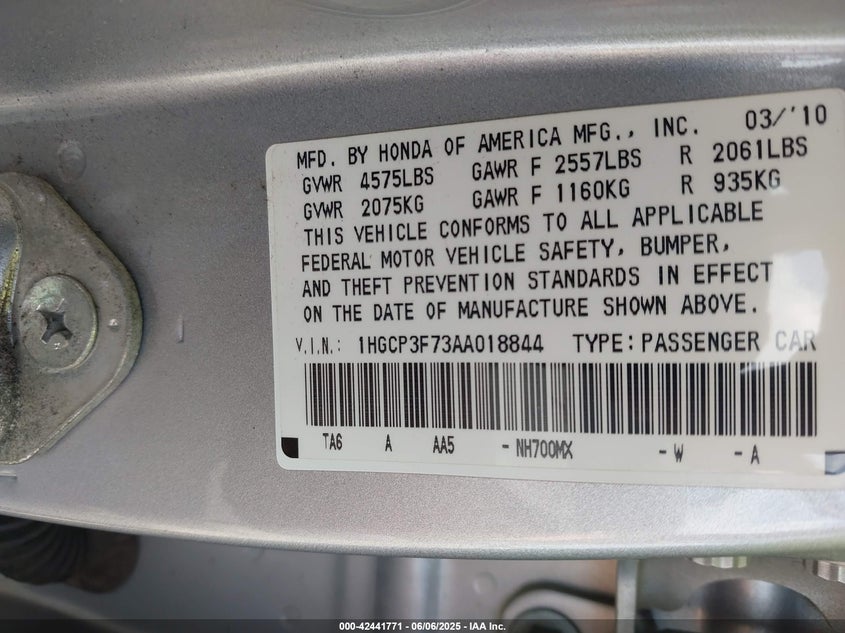 MFD. BY HONDA OF AMERICA MFG., INC. 03/'10
GVWR 4575LBS GAWR F 2557LBS R 2061LBS
GVWR 2075KG GAWR F 1160KG R 935KG
THIS VEHICLE CONFORMS TO ALL APPLICABLE
FEDERAL MOTOR VEHICLE SAFETY, BUMPER,
AND THEFT PREVENTION STANDARDS IN EFFECT
ON THE DATE OF MANUFACTURE SHOWN ABOVE.
V.I.N.: 1HGCP3F73AA018844 TYPE: PASSENGER CAR
TA6 A AA5 - NH700MX - W - A
000-42441771 - 06/06/2025 - IAA Inc.